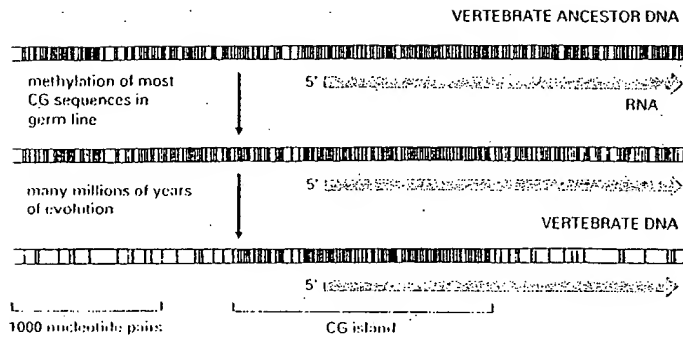 VERTEBRATE ANCESTOR DNA
methylation of most
CG sequences in
germ line
5'
RNA
many millions of years
of evolution
5'
VERTEBRATE DNA
5'
1000 nucleotide pairs
CG island